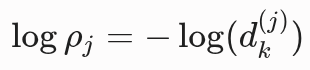 log ρ_j = − log(d_k^{(j)})